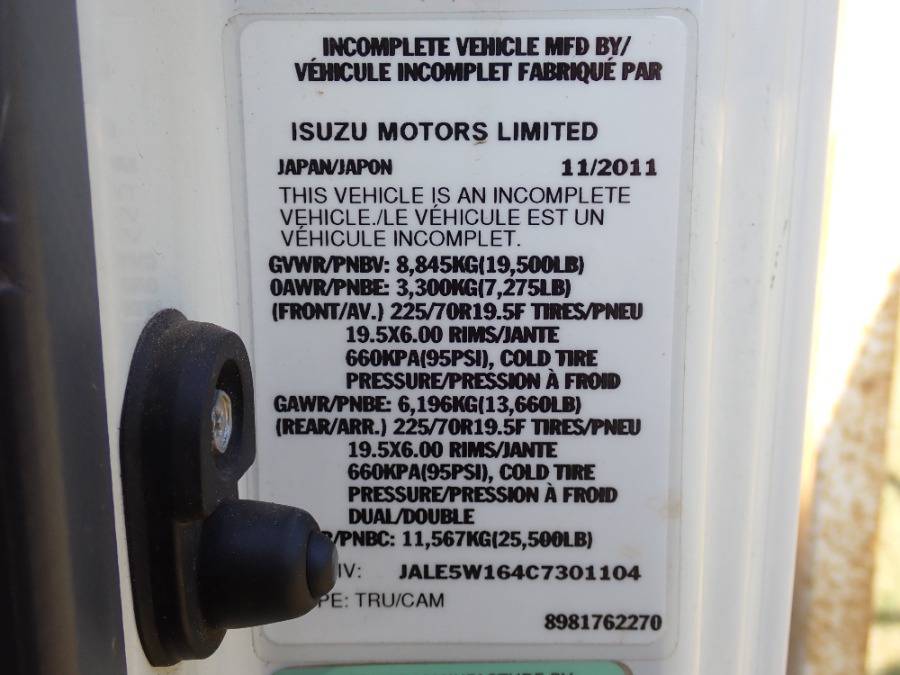 INCOMPLETE VEHICLE MFD BY/
VÉHICULE INCOMPLET FABRIQUÉ PAR
ISUZU MOTORS LIMITED
JAPAN/JAPON 11/2011
THIS VEHICLE IS AN INCOMPLETE
VEHICLE./LE VÉHICULE EST UN
VÉHICULE INCOMPLET.
GVWR/PNBV: 8,845KG(19,500LB)
0AWR/PNBE: 3,300KG(7,275LB)
(FRONT/AV.) 225/70R19.5F TIRES/PNEU
19.5X6.00 RIMS/JANTE
660KPA(95PSI), COLD TIRE
PRESSURE/PRESSION À FROID
GAWR/PNBE: 6,196KG(13,660LB)
(REAR/ARR.) 225/70R19.5F TIRES/PNEU
19.5X6.00 RIMS/JANTE
660KPA(95PSI), COLD TIRE
PRESSURE/PRESSION À FROID
DUAL/DOUBLE
/PNBC: 11,567KG(25,500LB)
IV: JALE5W164C7301104
PE: TRU/CAM
8981762270